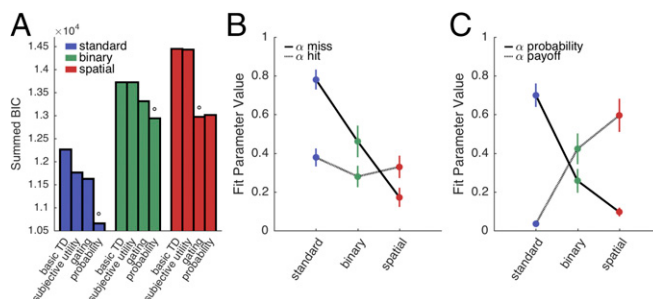 A
×10⁴
standard
binary
spatial
Summed BIC
1.45
1.4
1.35
1.3
1.25
1.2
1.15
1.1
1.05
basic TD
subjective utility
gating
probability
basic TD
subjective utility
gating
probability
basic TD
subjective utility
gating
probability
B
α miss
α hit
Fit Parameter Value
1
0.8
0.6
0.4
0.2
0
standard
binary
spatial
C
α probability
α payoff
Fit Parameter Value
1
0.8
0.6
0.4
0.2
0
standard
binary
spatial